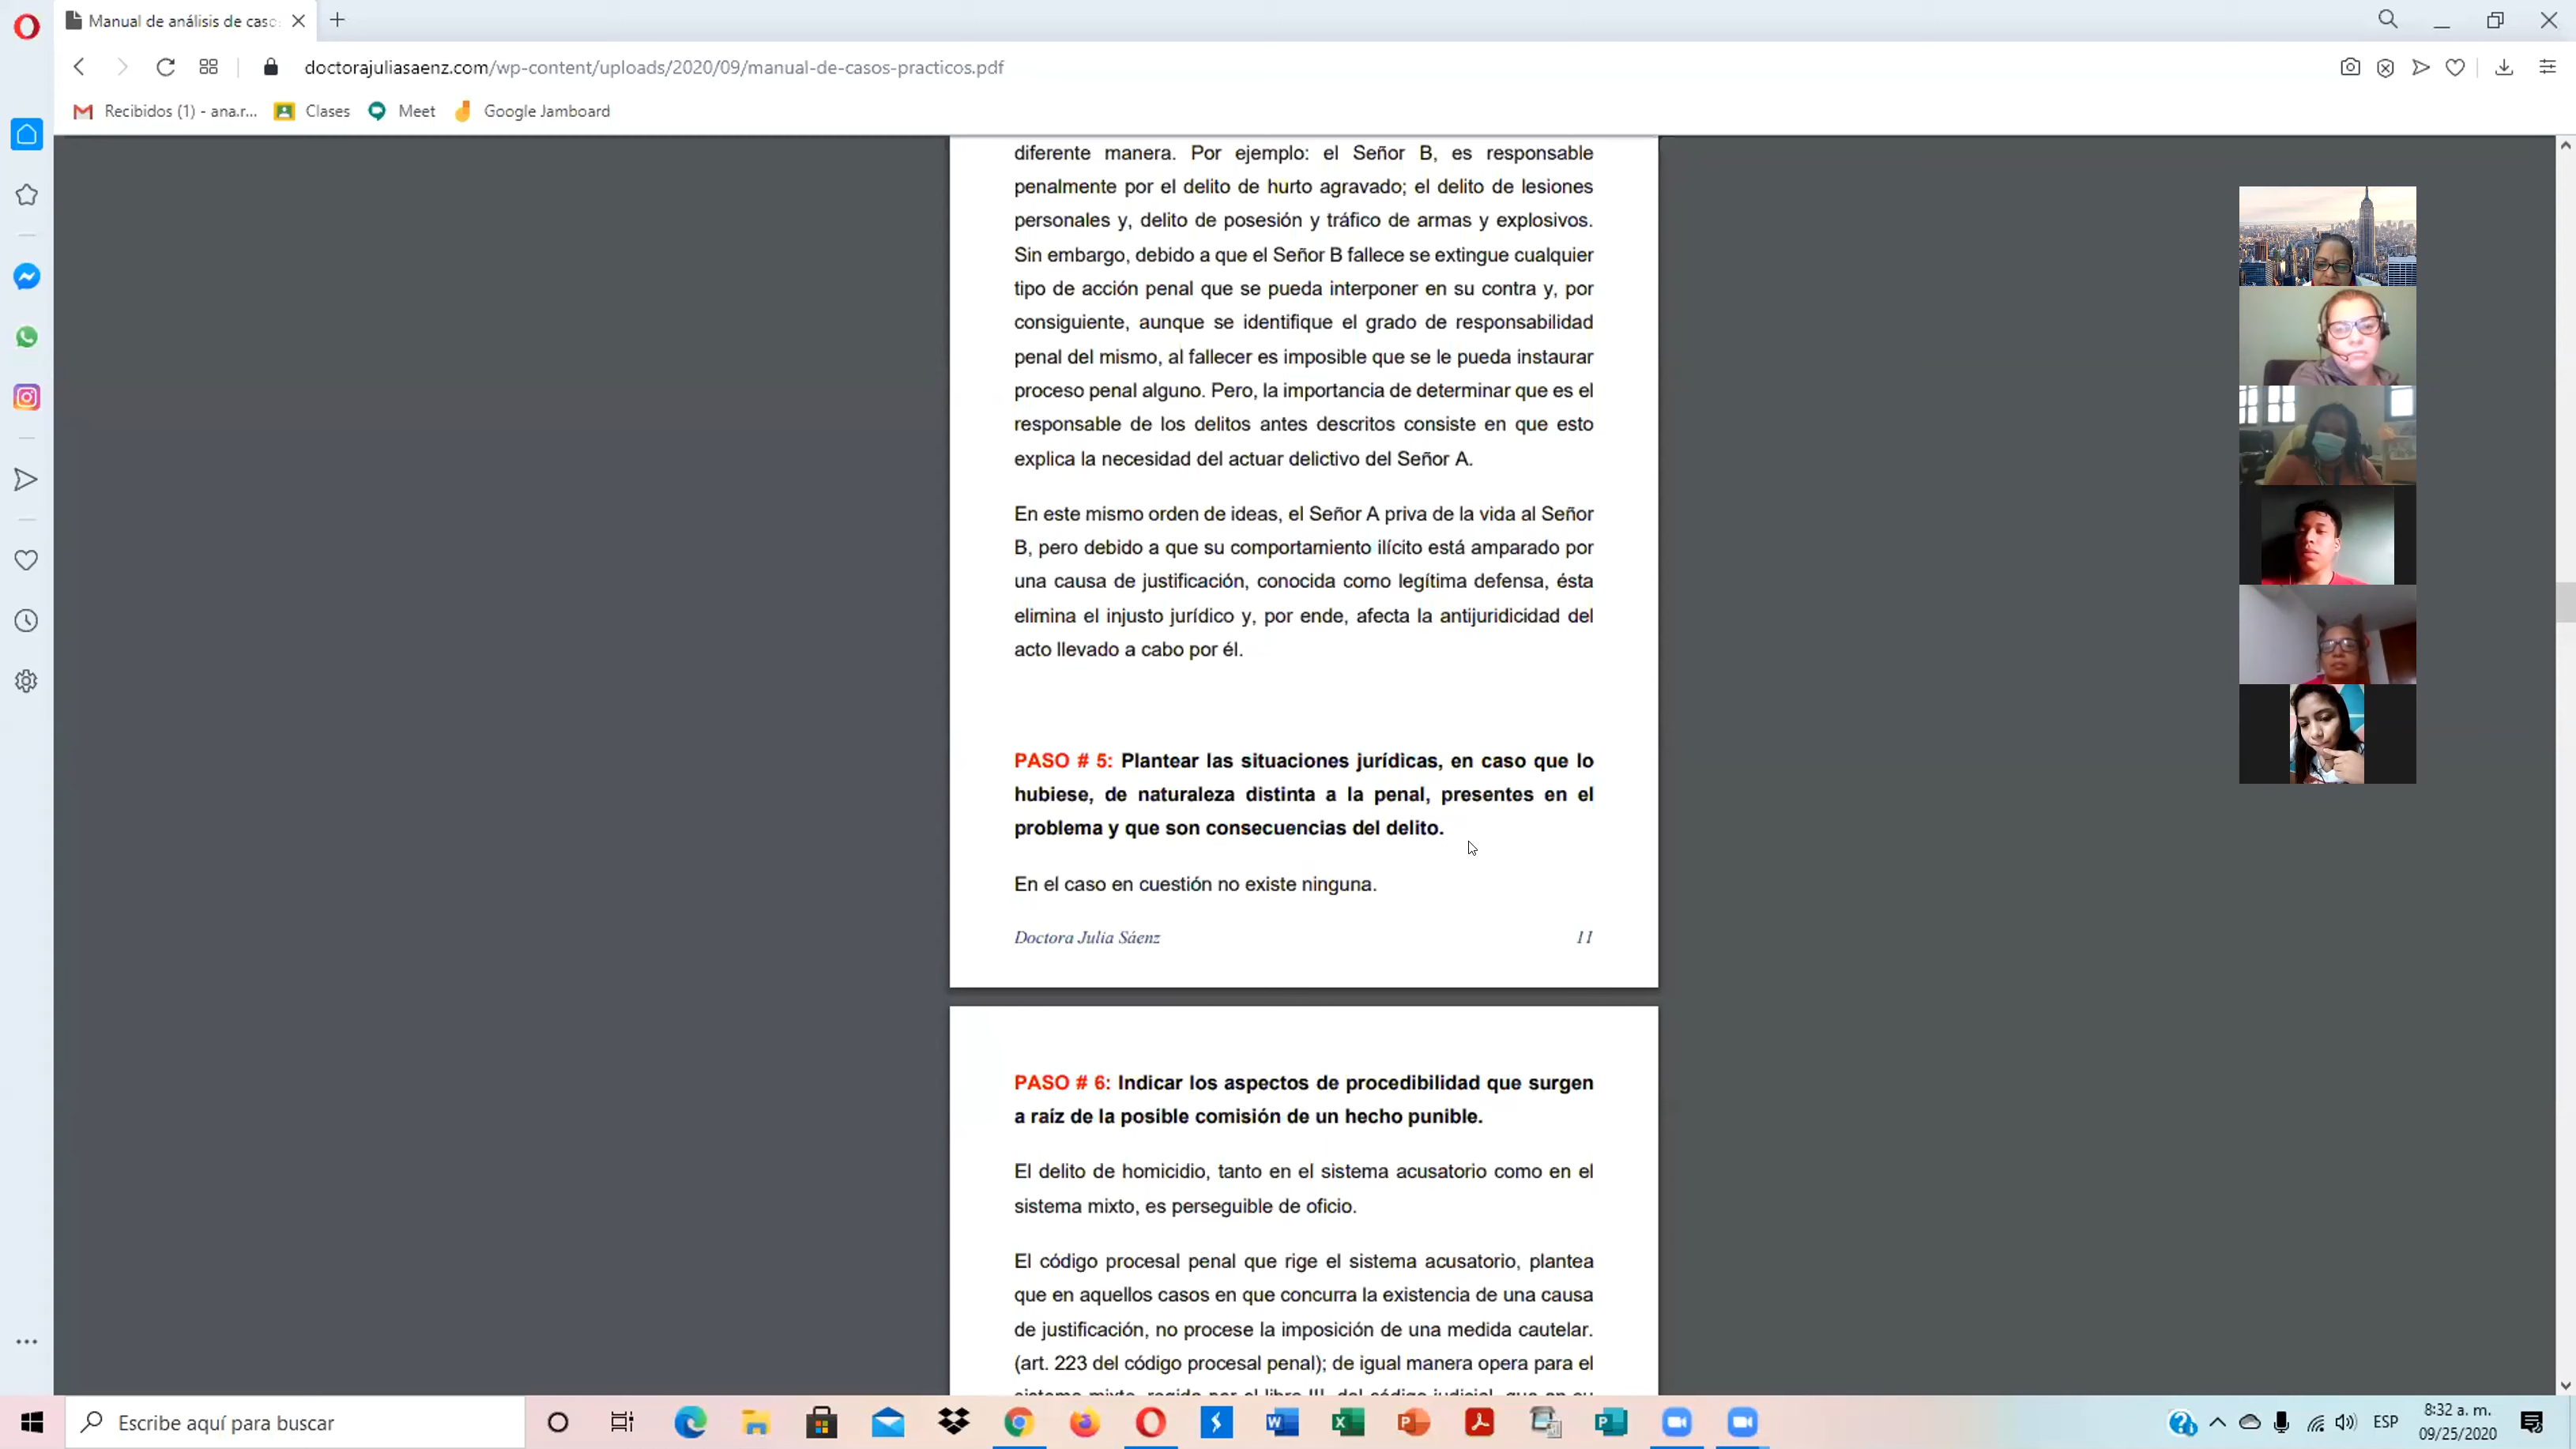 Manual de análisis de caso
doctorajuliasaenz.com/wp-content/uploads/2020/09/manual-de-casos-practicos.pdf
Recibidos (1) - ana.r... Clases Meet Google Jamboard
diferente manera. Por ejemplo: el Señor B, es responsable
penalmente por el delito de hurto agravado; el delito de lesiones
personales y, delito de posesión y tráfico de armas y explosivos.
Sin embargo, debido a que el Señor B fallece se extingue cualquier
tipo de acción penal que se pueda interponer en su contra y, por
consiguiente, aunque se identifique el grado de responsabilidad
penal del mismo, al fallecer es imposible que se le pueda instaurar
proceso penal alguno. Pero, la importancia de determinar que es el
responsable de los delitos antes descritos consiste en que esto
explica la necesidad del actuar delictivo del Señor A.
En este mismo orden de ideas, el Señor A priva de la vida al Señor
B, pero debido a que su comportamiento ilícito está amparado por
una causa de justificación, conocida como legítima defensa, ésta
elimina el injusto jurídico y, por ende, afecta la antijuridicidad del
acto llevado a cabo por él.
PASO # 5: Plantear las situaciones jurídicas, en caso que lo
hubiese, de naturaleza distinta a la penal, presentes en el
problema y que son consecuencias del delito.
En el caso en cuestión no existe ninguna.
Doctora Julia Sáenz 11
PASO # 6: Indicar los aspectos de procedibilidad que surgen
a raíz de la posible comisión de un hecho punible.
El delito de homicidio, tanto en el sistema acusatorio como en el
sistema mixto, es perseguible de oficio.
El código procesal penal que rige el sistema acusatorio, plantea
que en aquellos casos en que concurra la existencia de una causa
de justificación, no procese la imposición de una medida cautelar.
(art. 223 del código procesal penal); de igual manera opera para el
sistema mixto, regido por el libro III, del código judicial, que en su
Escribe aquí para buscar
ESP
8:32 a. m.
09/25/2020